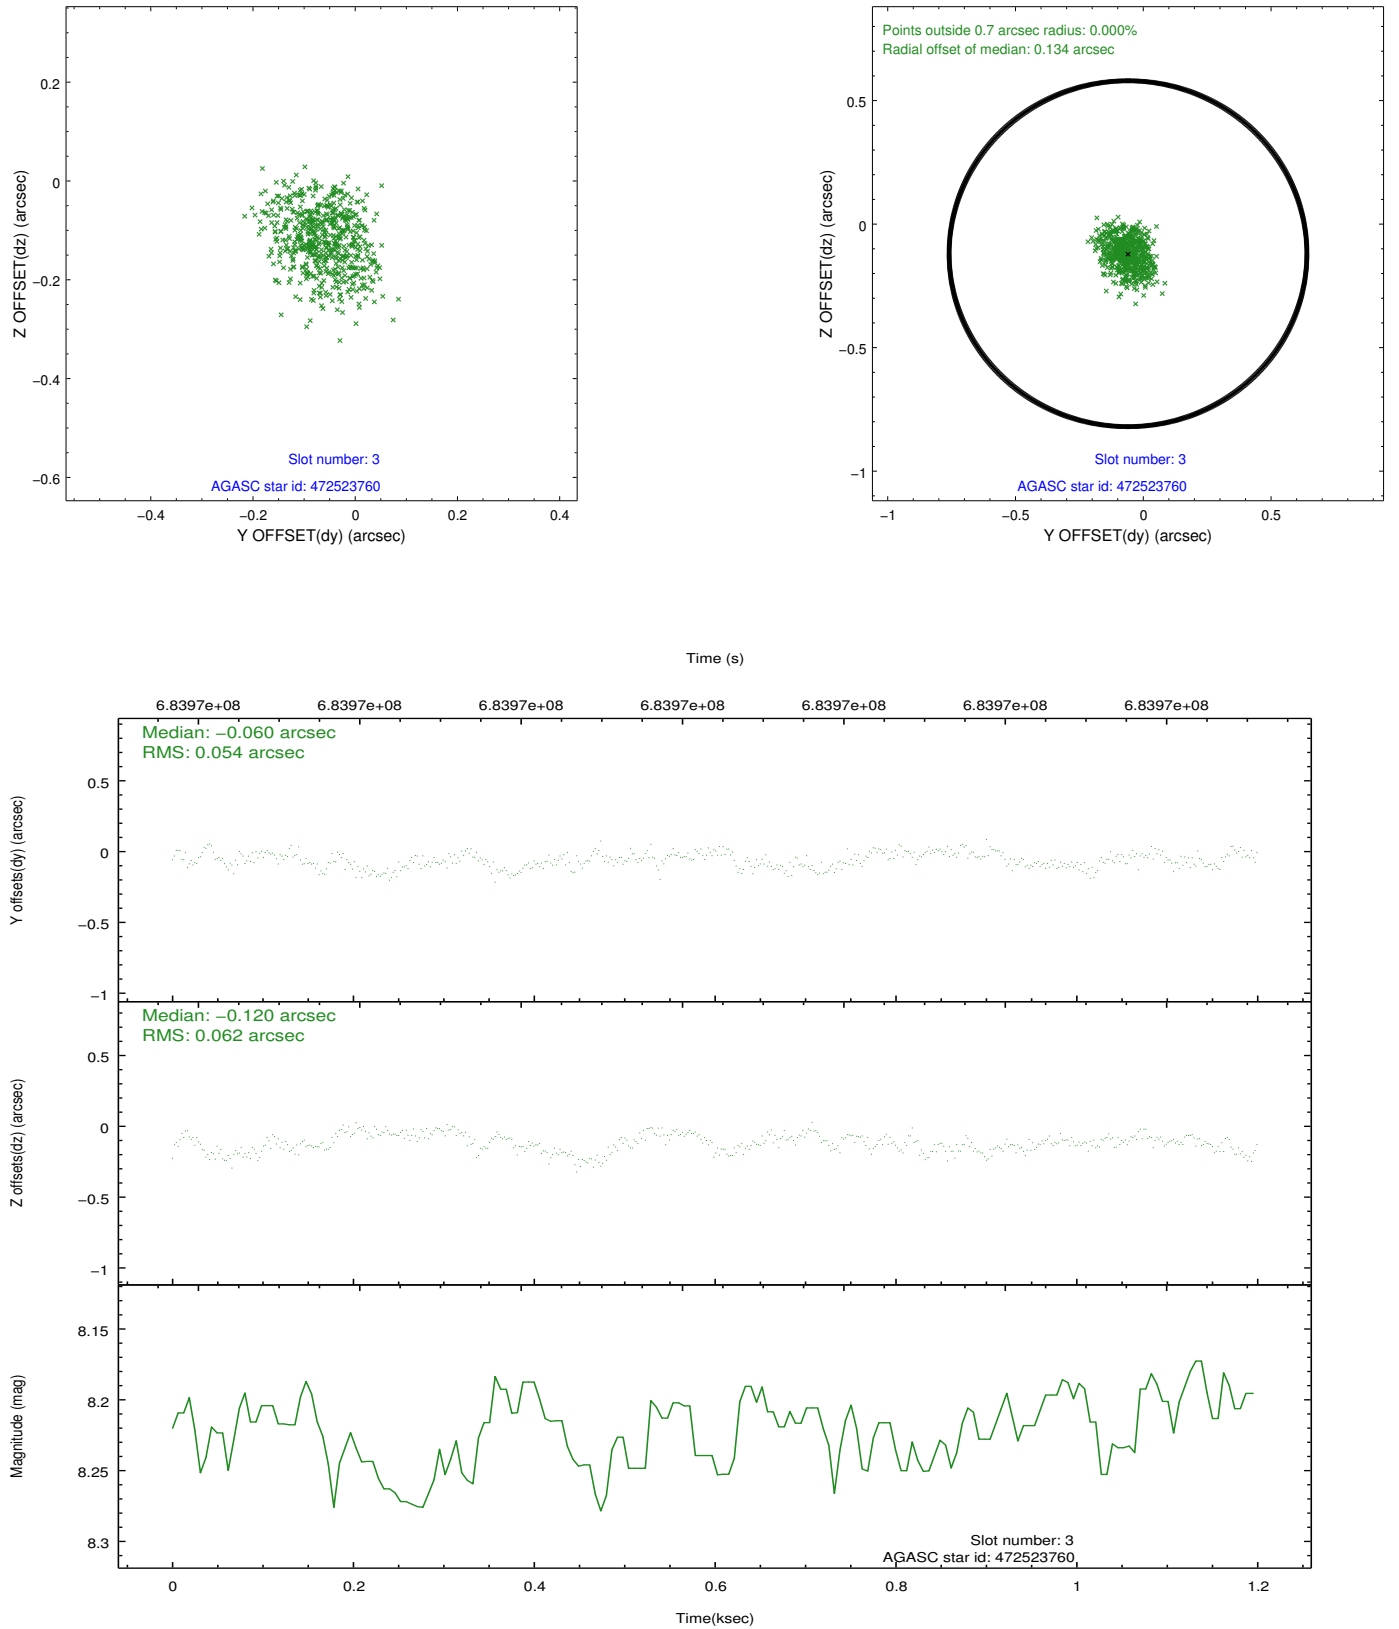 0.2
0
−0.2
−0.4
−0.6
Z OFFSET(dz) (arcsec)
Slot number: 3
AGASC star id: 472523760
−0.4 −0.2 0 0.2 0.4
Y OFFSET(dy) (arcsec)
Points outside 0.7 arcsec radius: 0.000%
Radial offset of median: 0.134 arcsec
0.5
0
−0.5
−1
Z OFFSET(dz) (arcsec)
Slot number: 3
AGASC star id: 472523760
−1 −0.5 0 0.5
Y OFFSET(dy) (arcsec)
Time (s)
6.8397e+08 6.8397e+08 6.8397e+08 6.8397e+08 6.8397e+08 6.8397e+08 6.8397e+08
Median: −0.060 arcsec
RMS: 0.054 arcsec
0.5
0
−0.5
−1
Y offsets(dy) (arcsec)
Median: −0.120 arcsec
RMS: 0.062 arcsec
0.5
0
−0.5
−1
Z offsets(dz) (arcsec)
8.15
8.2
8.25
8.3
Magnitude (mag)
Slot number: 3
AGASC star id: 472523760
0 0.2 0.4 0.6 0.8 1 1.2
Time(ksec)